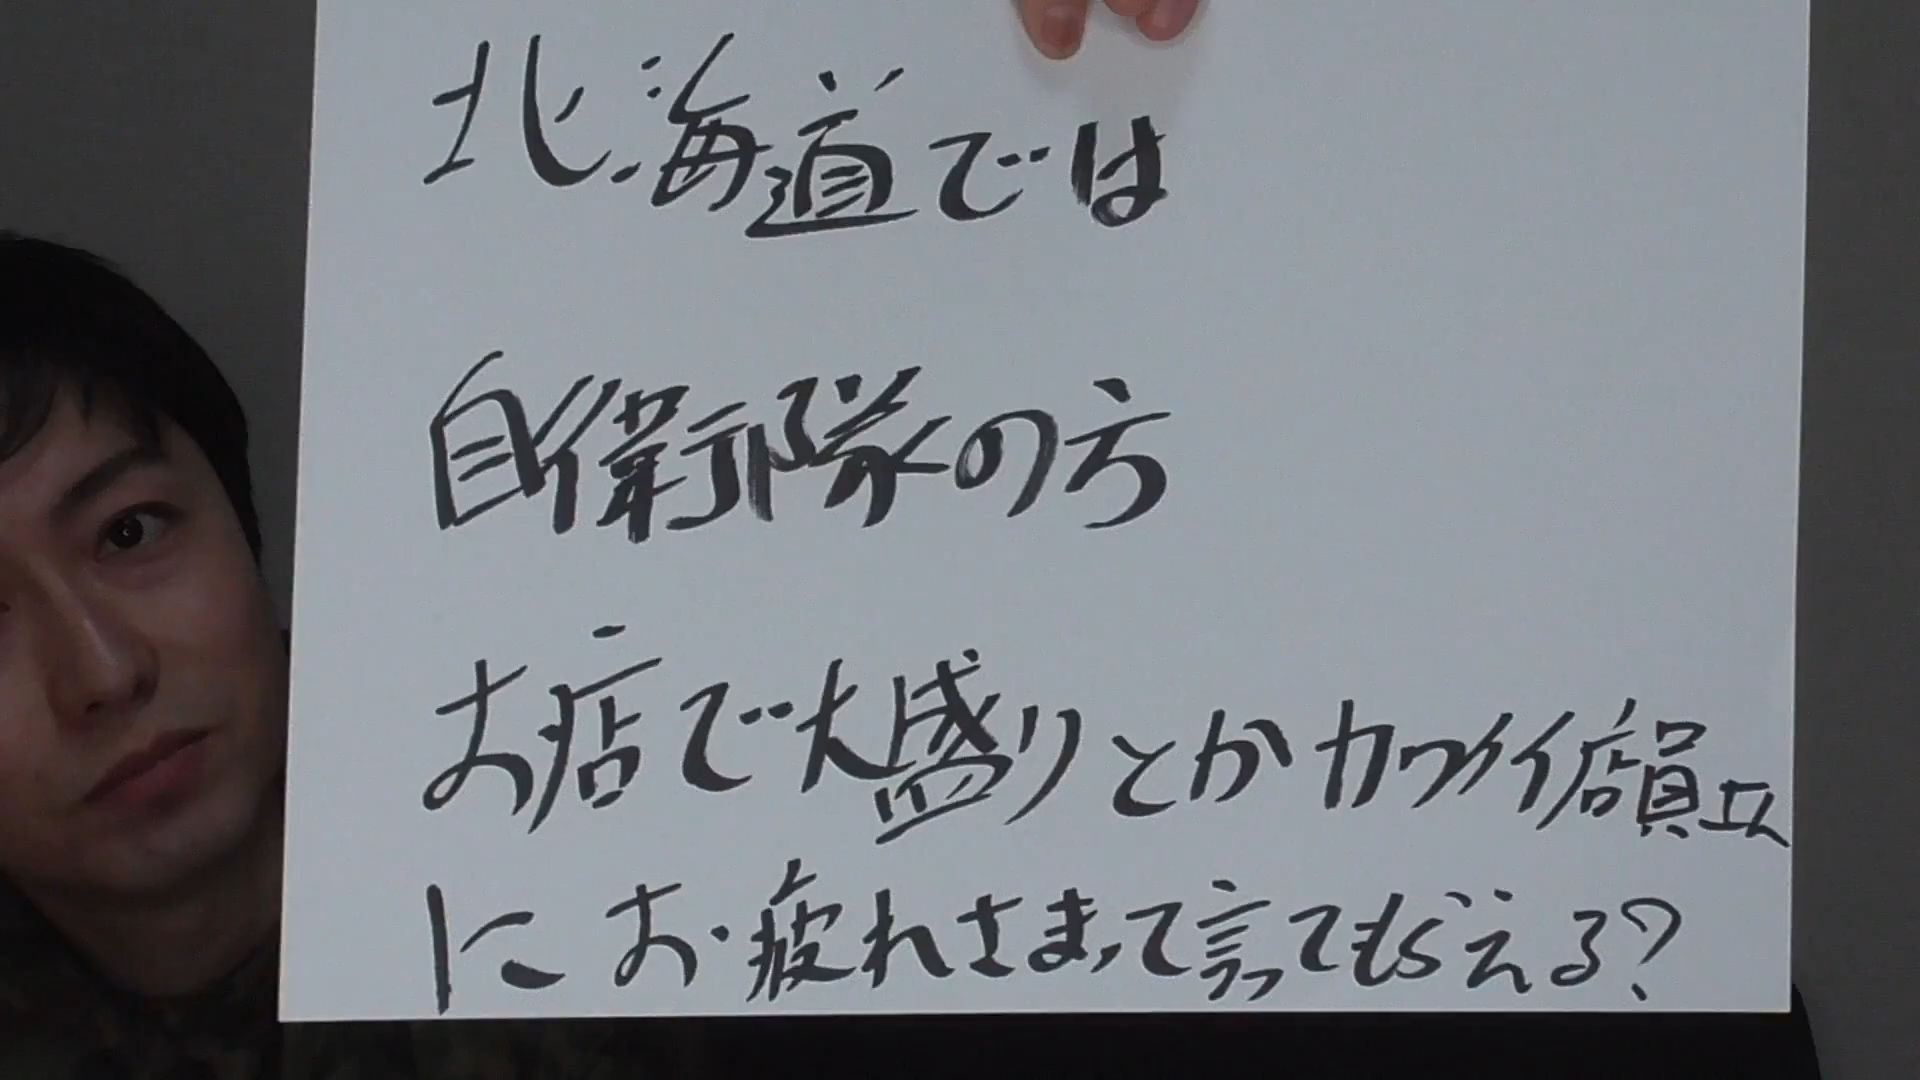 北海道では
自衛隊の方
お店で大盛りとかカワイイ店員
にお疲れさまって言ってもらえる?